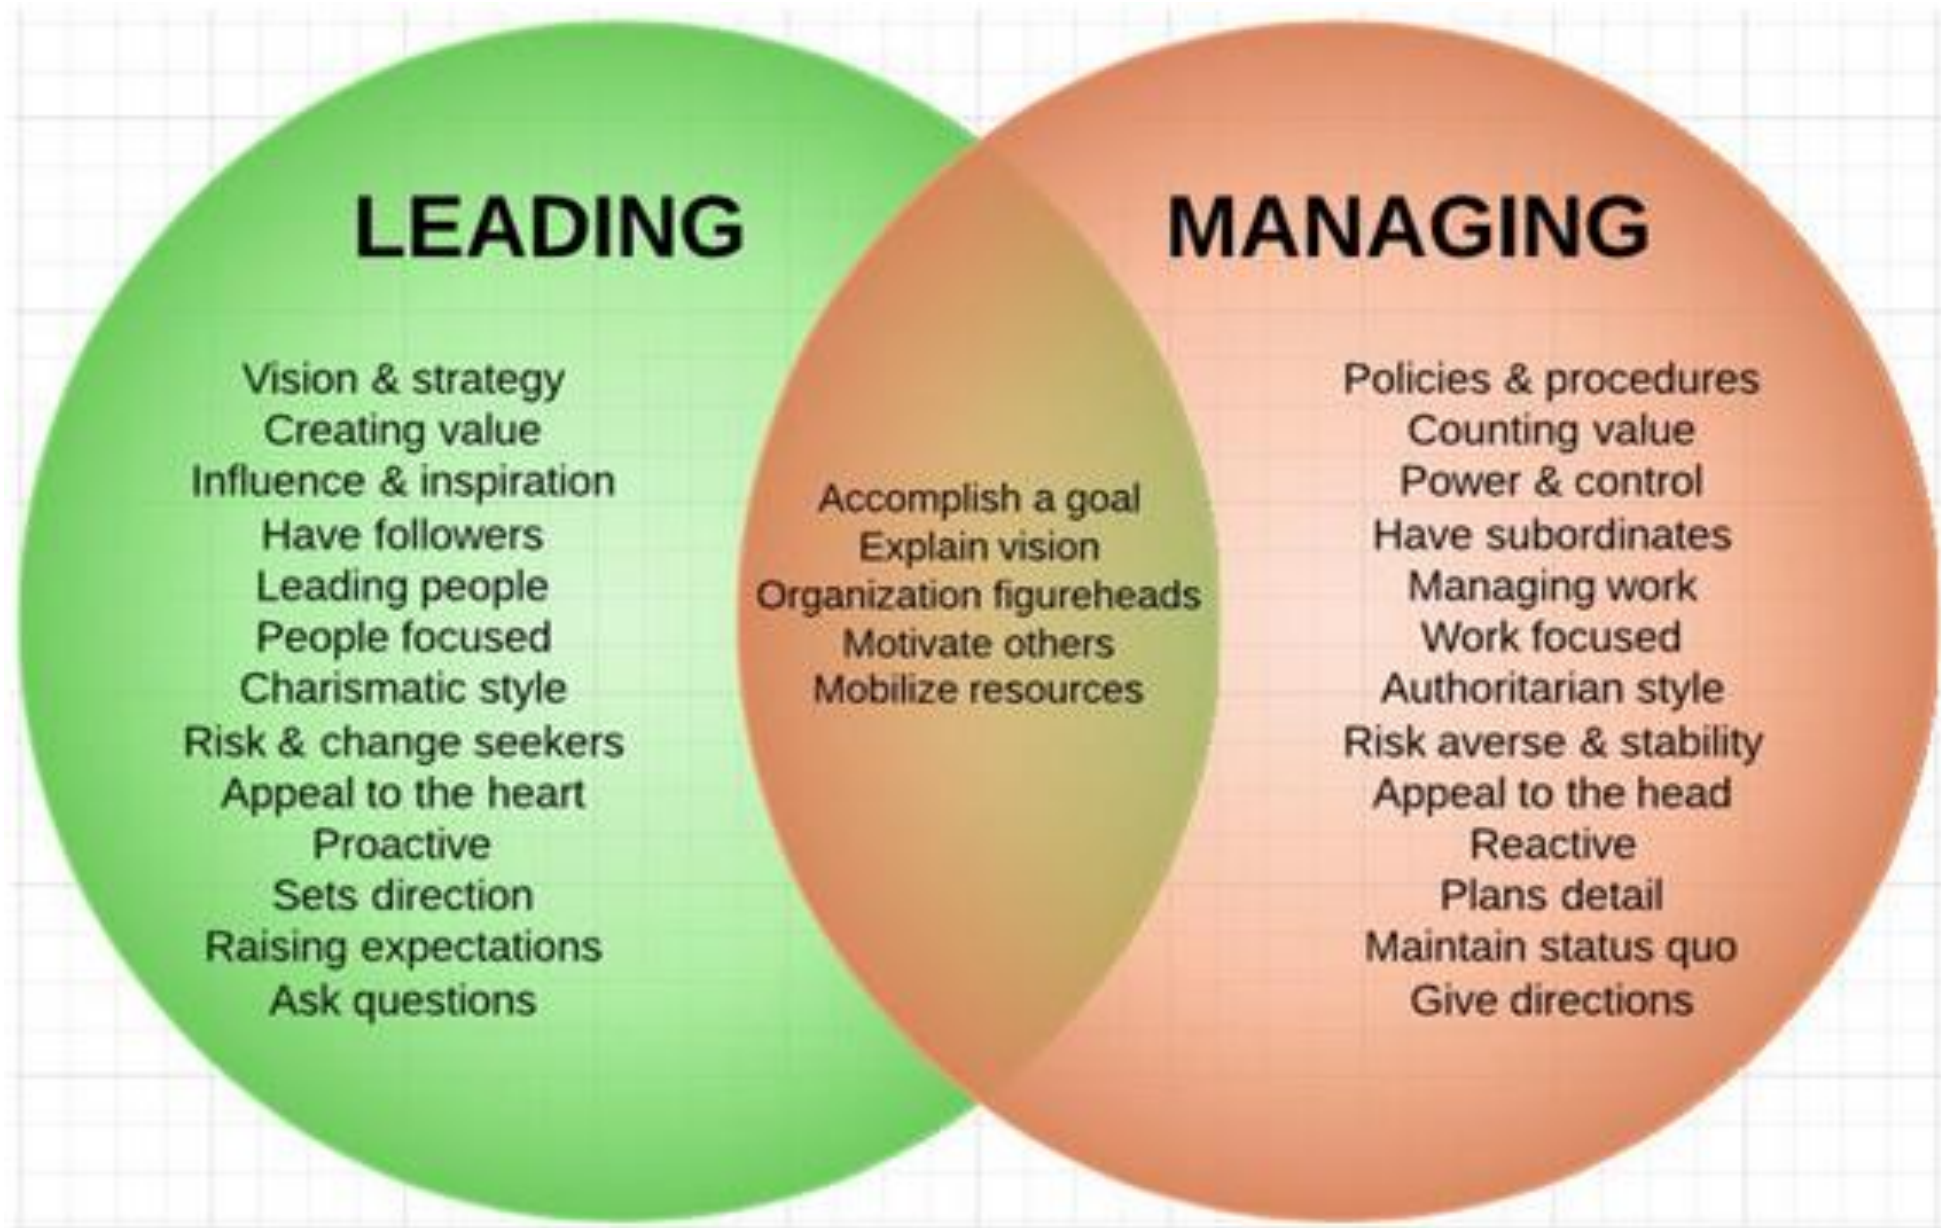 LEADING
Vision & strategy
Creating value
Influence & inspiration
Have followers
Leading people
People focused
Charismatic style
Risk & change seekers
Appeal to the heart
Proactive
Sets direction
Raising expectations
Ask questions
Accomplish a goal
Explain vision
Organization figureheads
Motivate others
Mobilize resources
MANAGING
Policies & procedures
Counting value
Power & control
Have subordinates
Managing work
Work focused
Authoritarian style
Risk averse & stability
Appeal to the head
Reactive
Plans detail
Maintain status quo
Give directions